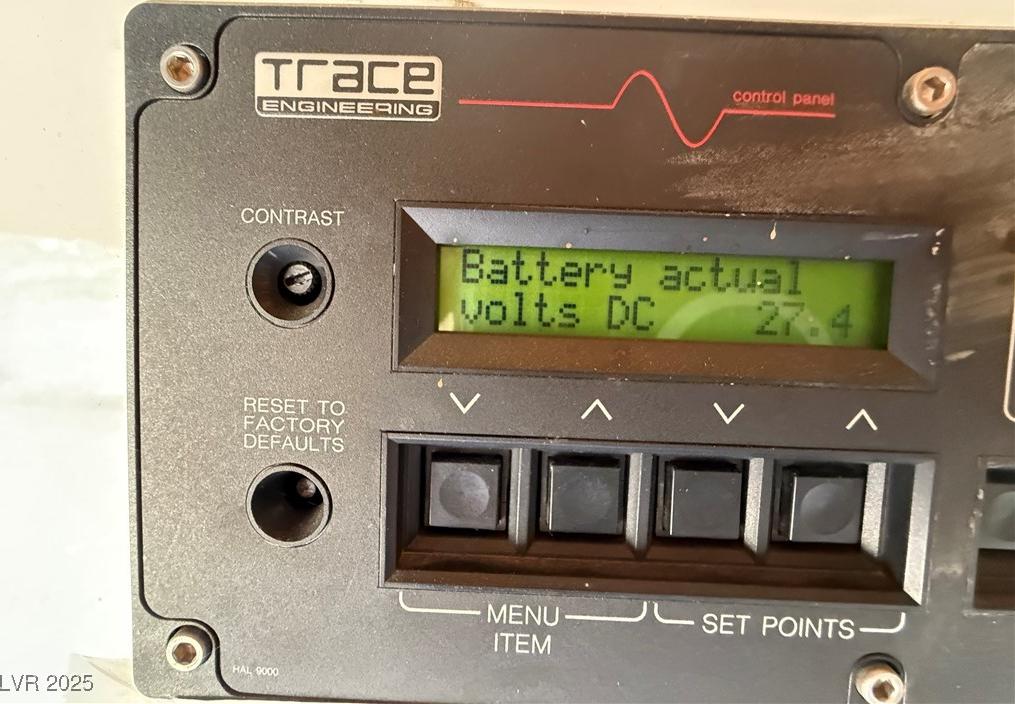 Trace
ENGINEERING
control panel
CONTRAST
Battery actual
volts DC 27.4
RESET TO
FACTORY
DEFAULTS
MENU
ITEM
SET POINTS
HAL 9000
LVR 2025